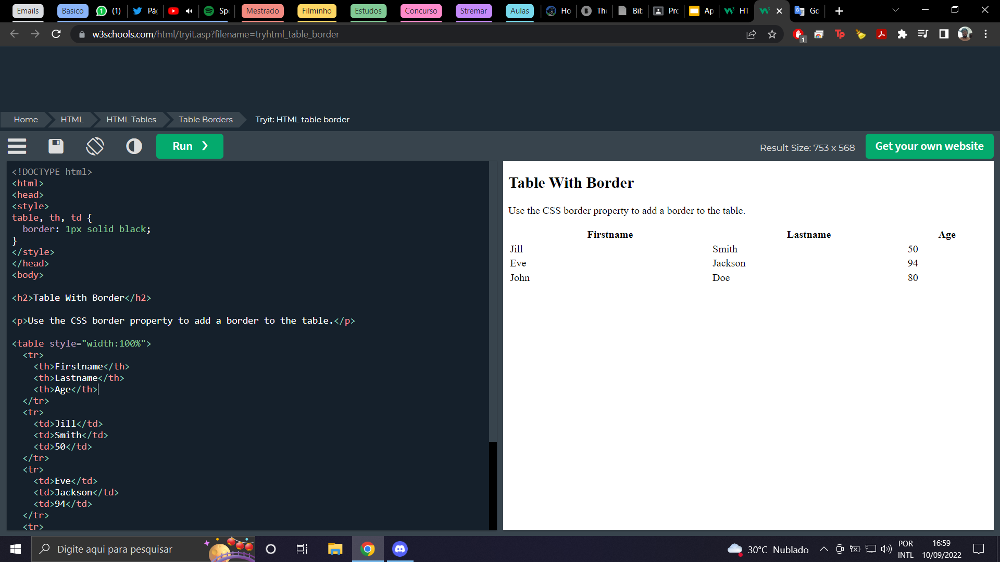 Emails
Basico
(1)
Pá
Sp
Mestrado
Filminho
Estudos
Concurso
Stremar
Aulas
Ho
Th
Bib
Pro
Ap
HT
Go
w3schools.com/html/tryit.asp?filename=tryhtml_table_border
1
Home
HTML
HTML Tables
Table Borders
Tryit: HTML table border
Run ❯
Result Size: 753 x 568
Get your own website
<!DOCTYPE html>
<html>
<head>
<style>
table, th, td {
  border: 1px solid black;
}
</style>
</head>
<body>
<h2>Table With Border</h2>
<p>Use the CSS border property to add a border to the table.</p>
<table style="width:100%">
  <tr>
    <th>Firstname</th>
    <th>Lastname</th>
    <th>Age</th>
  </tr>
  <tr>
    <td>Jill</td>
    <td>Smith</td>
    <td>50</td>
  </tr>
  <tr>
    <td>Eve</td>
    <td>Jackson</td>
    <td>94</td>
  </tr>
  <tr>
Table With Border
Use the CSS border property to add a border to the table.
Firstname Lastname Age
Jill Smith 50
Eve Jackson 94
John Doe 80
Digite aqui para pesquisar
30°C Nublado
POR
INTL
16:59
10/09/2022